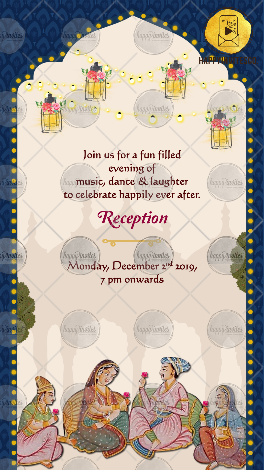 Join us for a fun filled
evening of
music, dance & laughter
to celebrate happily ever after.
Reception
Monday, December 2nd 2019,
7 pm onwards